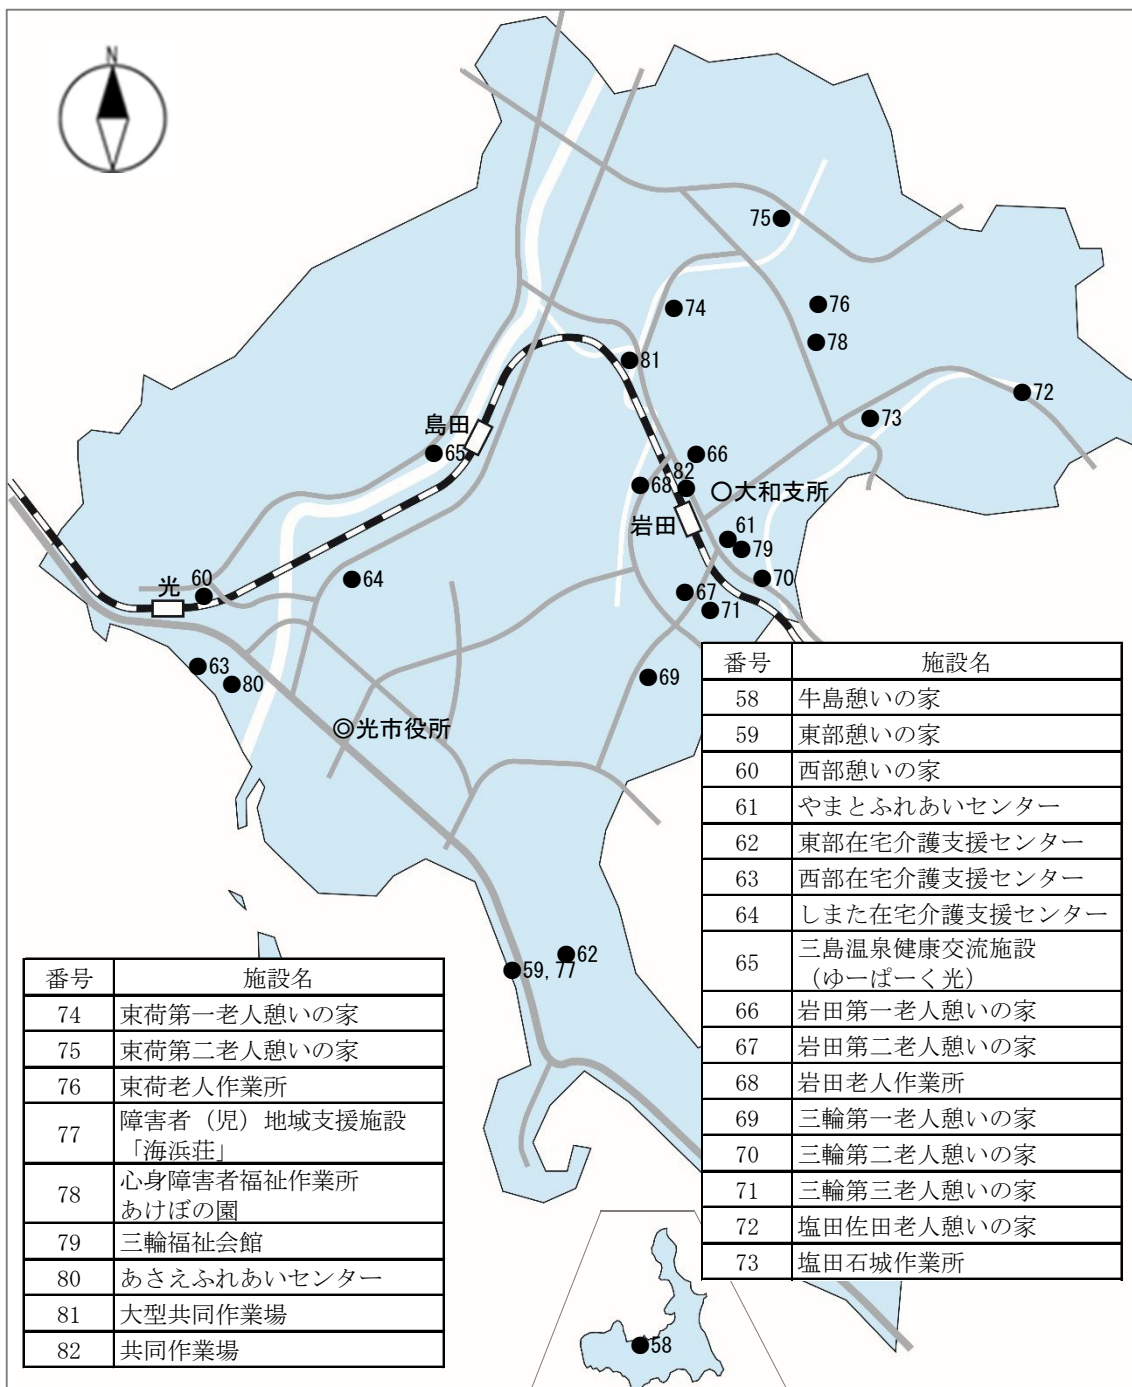 N
75
76
74
78
81
72
島田
73
65
66
82
68
大和支所
岩田
61
79
光
60
64
70
67
71
63
80
69
光市役所
62
59, 77
58
番号 施設名
58 牛島憩いの家
59 東部憩いの家
60 西部憩いの家
61 やまとふれあいセンター
62 東部在宅介護支援センター
63 西部在宅介護支援センター
64 しまた在宅介護支援センター
65 三島温泉健康交流施設
（ゆーぱーく光）
66 岩田第一老人憩いの家
67 岩田第二老人憩いの家
68 岩田老人作業所
69 三輪第一老人憩いの家
70 三輪第二老人憩いの家
71 三輪第三老人憩いの家
72 塩田佐田老人憩いの家
73 塩田石城作業所
番号 施設名
74 束荷第一老人憩いの家
75 束荷第二老人憩いの家
76 束荷老人作業所
77 障害者（児）地域支援施設
「海浜荘」
78 心身障害者福祉作業所
あけぼの園
79 三輪福祉会館
80 あさえふれあいセンター
81 大型共同作業場
82 共同作業場